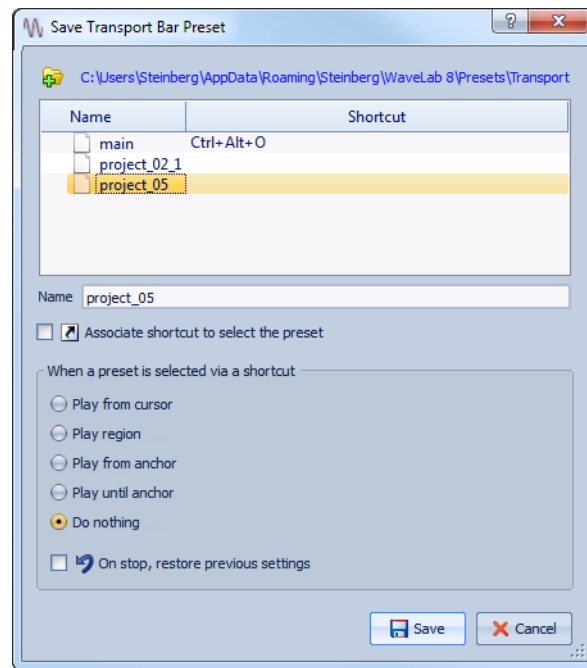 Save Transport Bar Preset
C:\Users\Steinberg\AppData\Roaming\Steinberg\WaveLab 8\Presets\Transport
Name Shortcut
main Ctrl+Alt+O
project_02_1
project_05
Name project_05
Associate shortcut to select the preset
When a preset is selected via a shortcut
Play from cursor
Play region
Play from anchor
Play until anchor
Do nothing
On stop, restore previous settings
Save Cancel